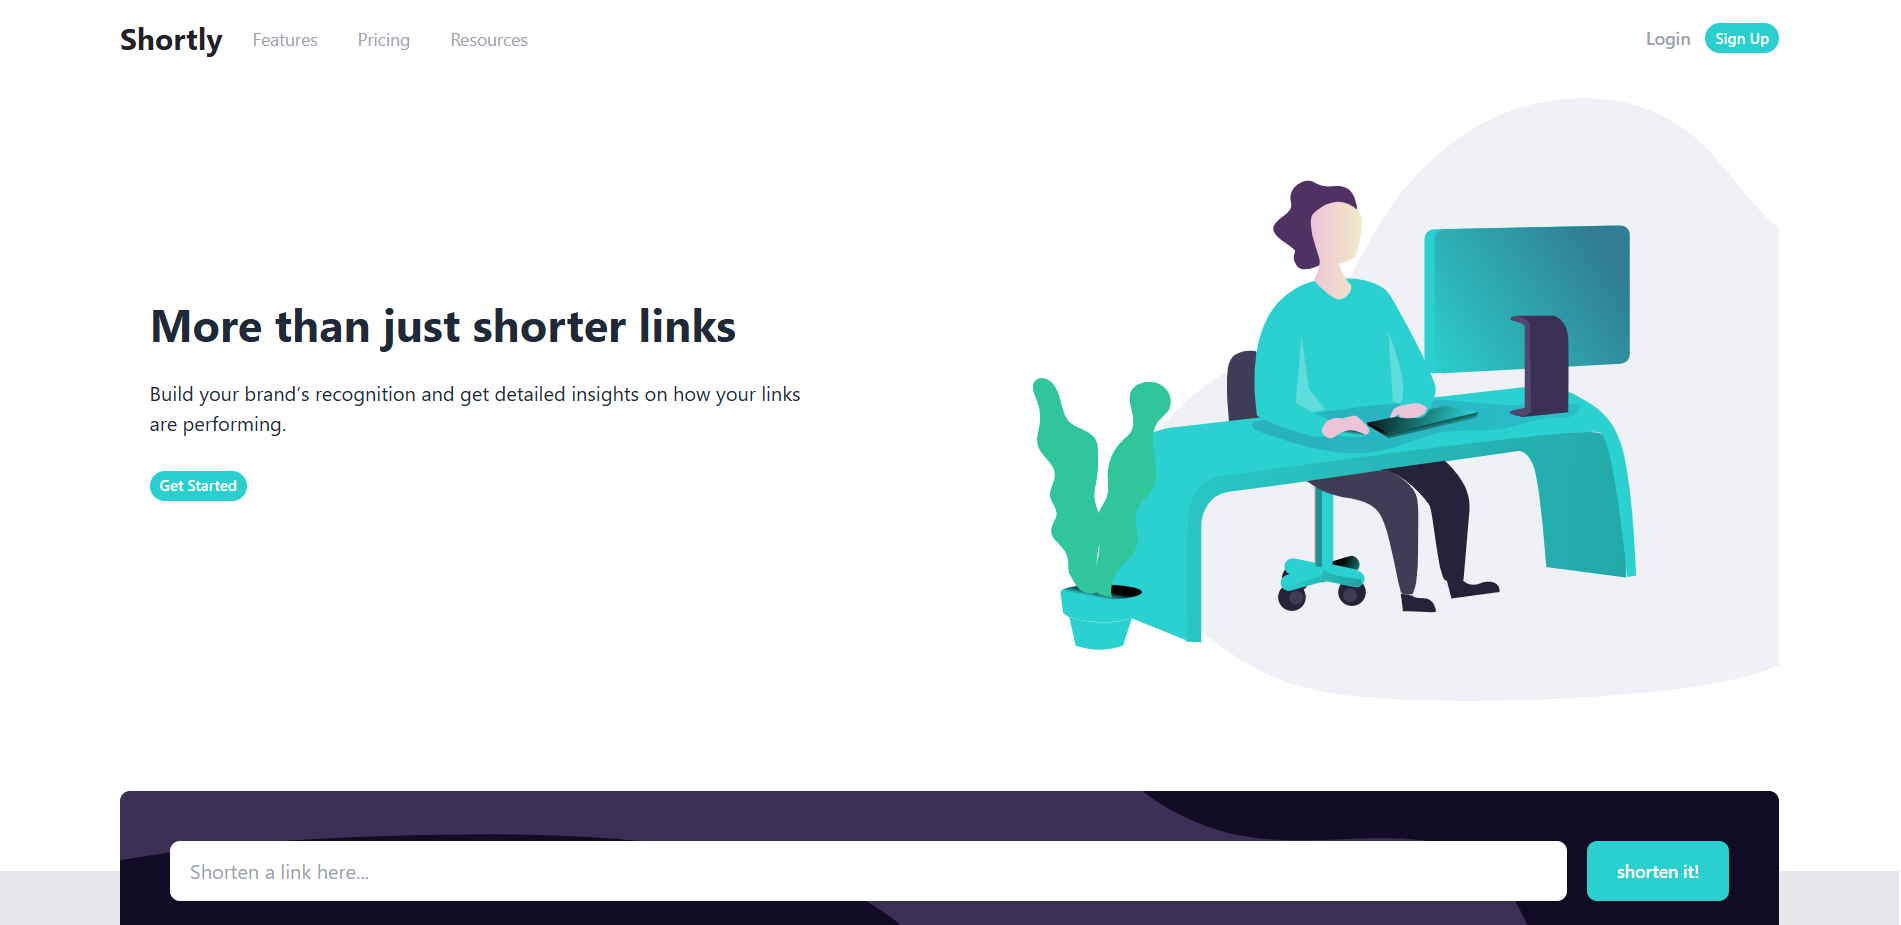 Shortly
Features
Pricing
Resources
Login
Sign Up
More than just shorter links
Build your brand’s recognition and get detailed insights on how your links
are performing.
Get Started
Shorten a link here...
shorten it!